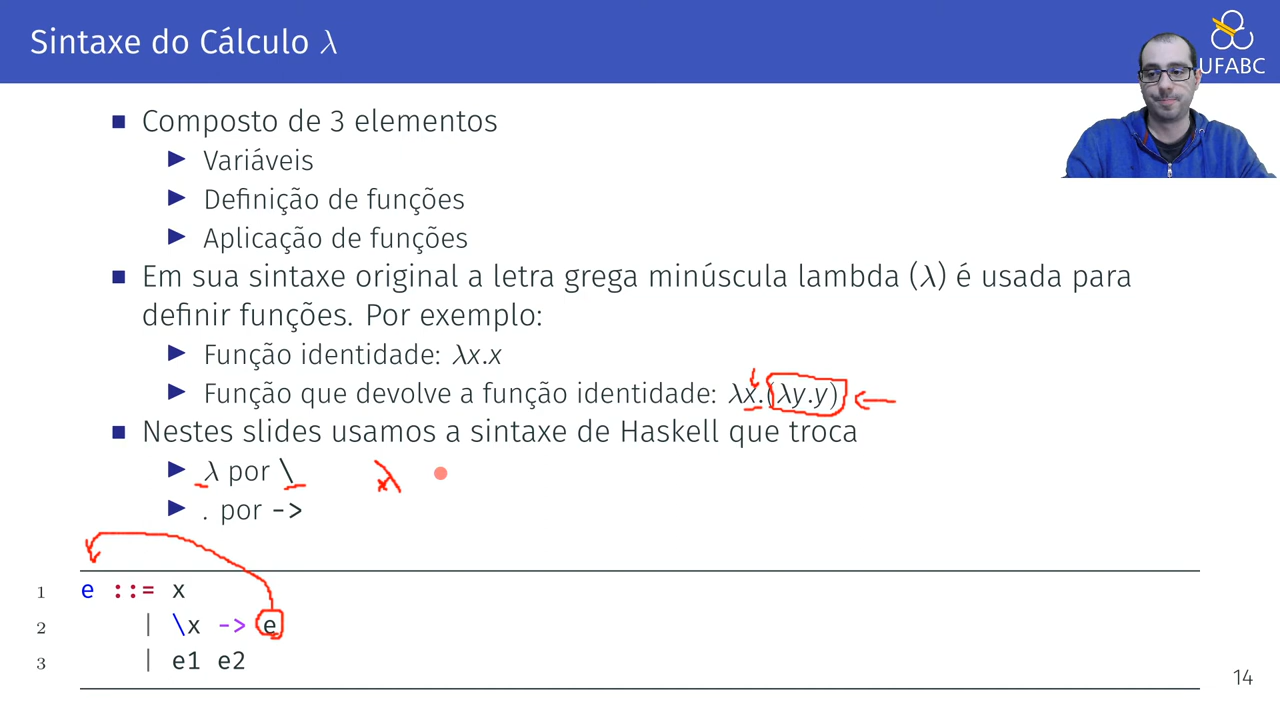 Sintaxe do Cálculo λ
UFABC
Composto de 3 elementos
Variáveis
Definição de funções
Aplicação de funções
Em sua sintaxe original a letra grega minúscula lambda (λ) é usada para
definir funções. Por exemplo:
Função identidade: λx.x
Função que devolve a função identidade: λx.(λy.y)
Nestes slides usamos a sintaxe de Haskell que troca
λ por \
λ
. por ->
1 e ::= x
2 | \x -> e
3 | e1 e2
14